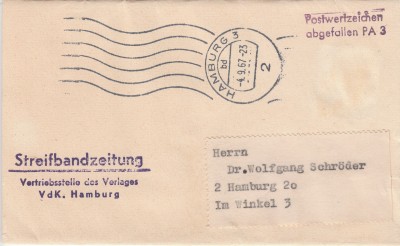 Postwertzeichen
abgefallen PA 3
HAMBURG 3
bd
-4.9.67-23
2
Streifbandzeitung
Vertriebsstelle des Verlages
VdK. Hamburg
Herrn
Dr.Wolfgang Schröder
2 Hamburg 2o
Im Winkel 3